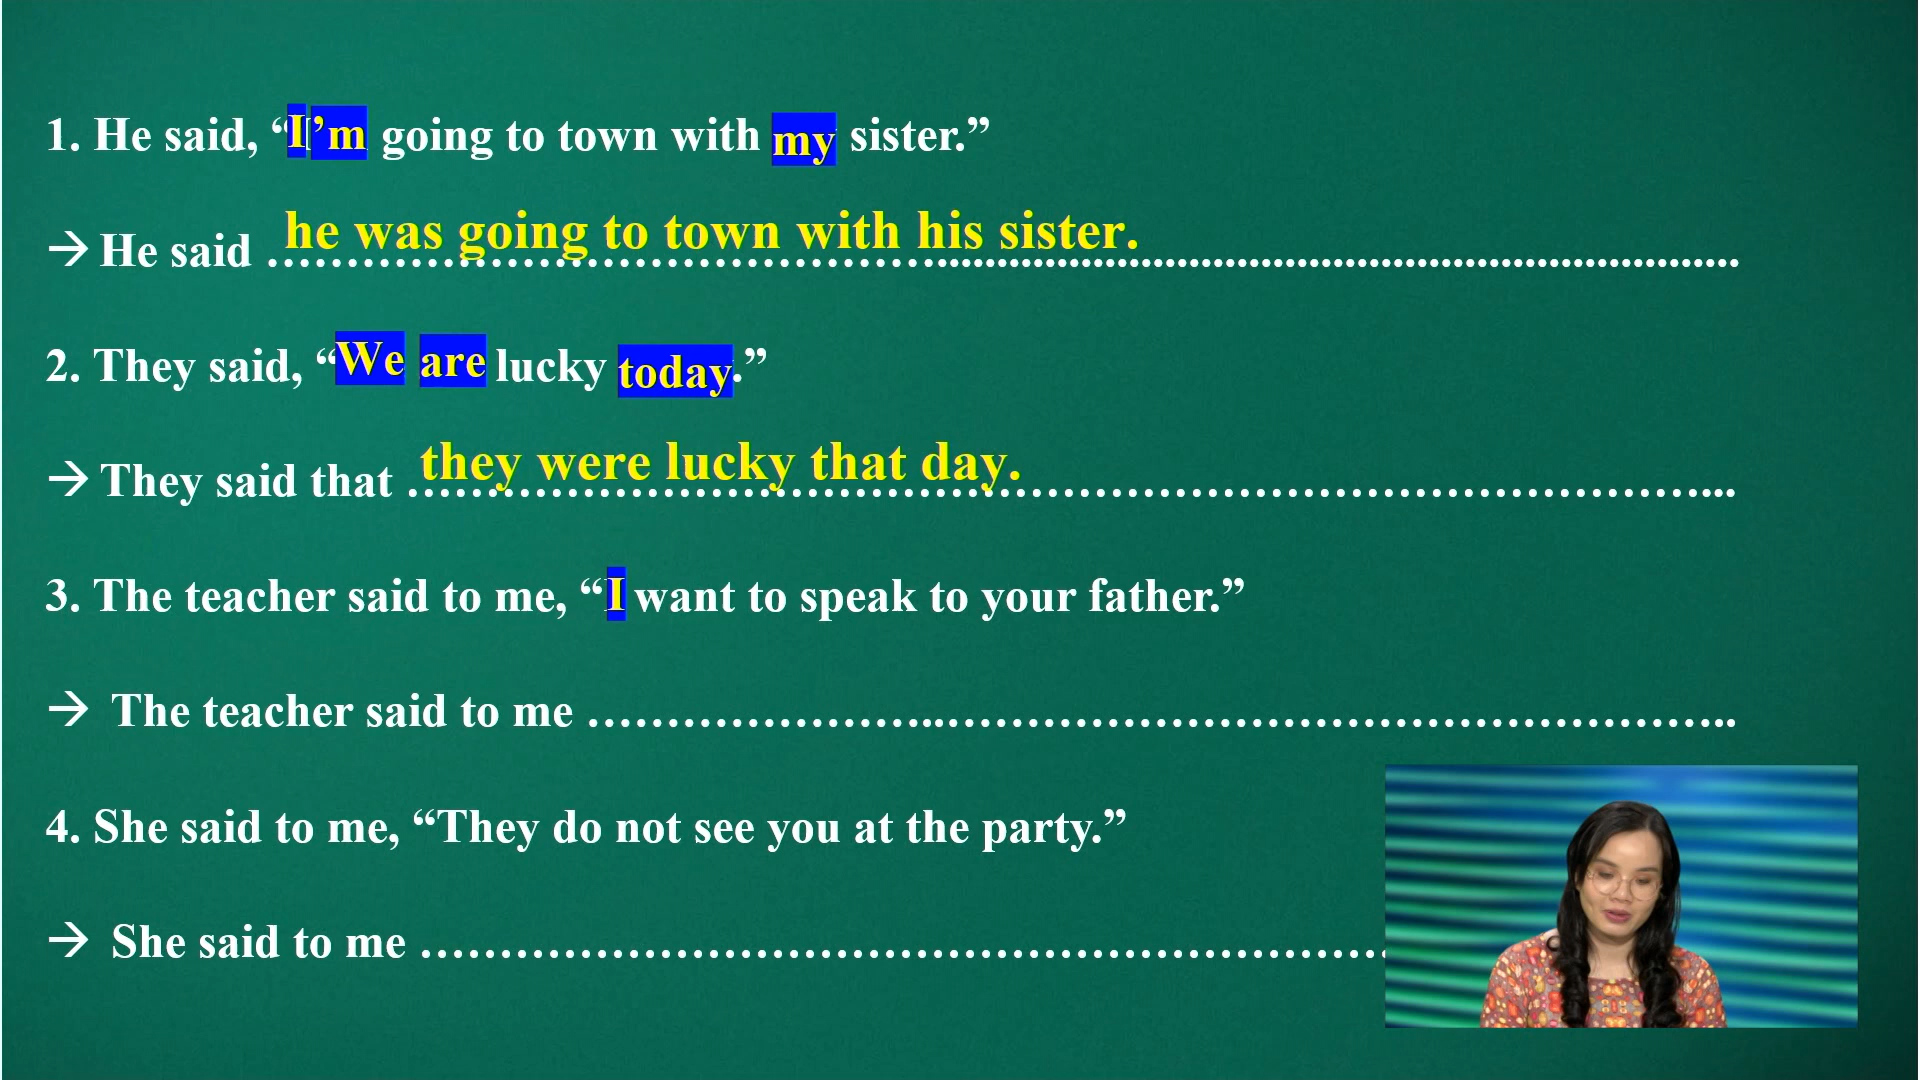 1. He said, “I’m going to town with my sister.”
→ He said he was going to town with his sister. ........................................................
2. They said, “We are lucky today.”
→ They said that they were lucky that day. ........................................................
3. The teacher said to me, “I want to speak to your father.”
→ The teacher said to me ........................................................
4. She said to me, “They do not see you at the party.”
→ She said to me ........................................................